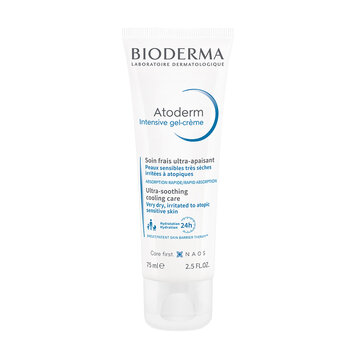 BIODERMA
LABORATOIRE DERMATOLOGIQUE
Atoderm
Intensive gel-crème
Soin frais ultra-apaisant
Peaux sensibles très sèches
irritées à atopiques
ABSORPTION RAPIDE/RAPID ABSORPTION
Ultra-soothing
cooling care
Very dry, irritated to atopic
sensitive skin
Hydratation
Hydration
24h
Care first.
NAOS
75 ml℮ 2.5 FL.OZ.